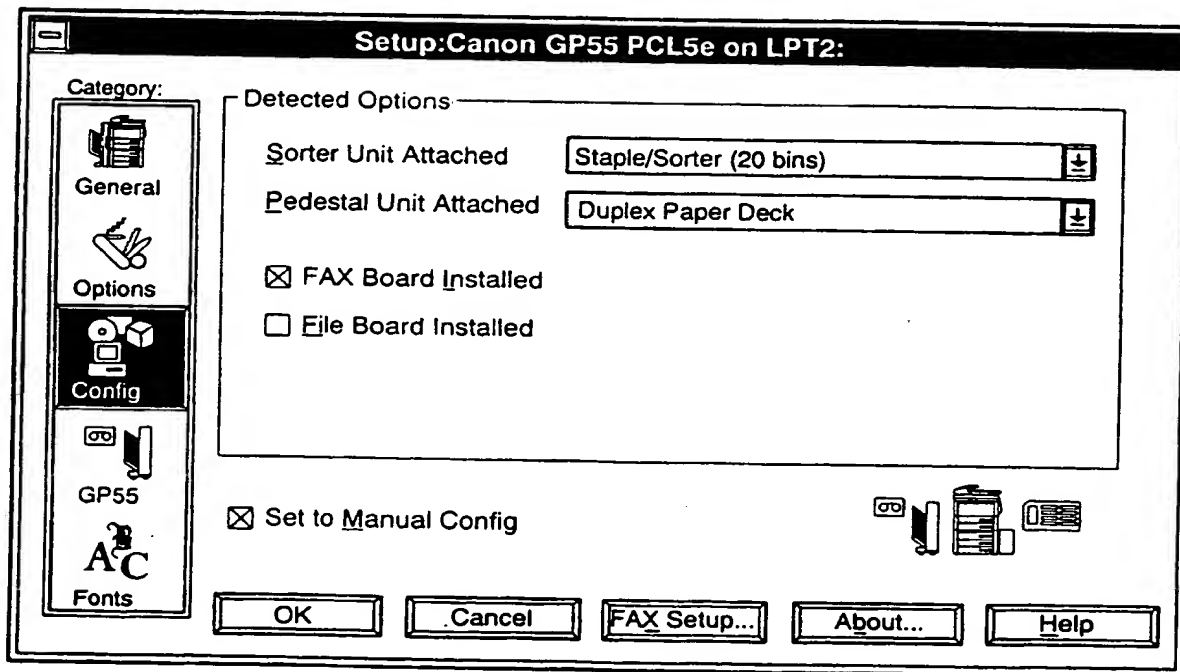 Setup:Canon GP55 PCL5e on LPT2:
Category:
General
Options
Config
GP55
Fonts
Detected Options
Sorter Unit Attached
Staple/Sorter (20 bins)
Pedestal Unit Attached
Duplex Paper Deck
FAX Board Installed
File Board Installed
Set to Manual Config
OK
Cancel
FAX Setup...
About...
Help